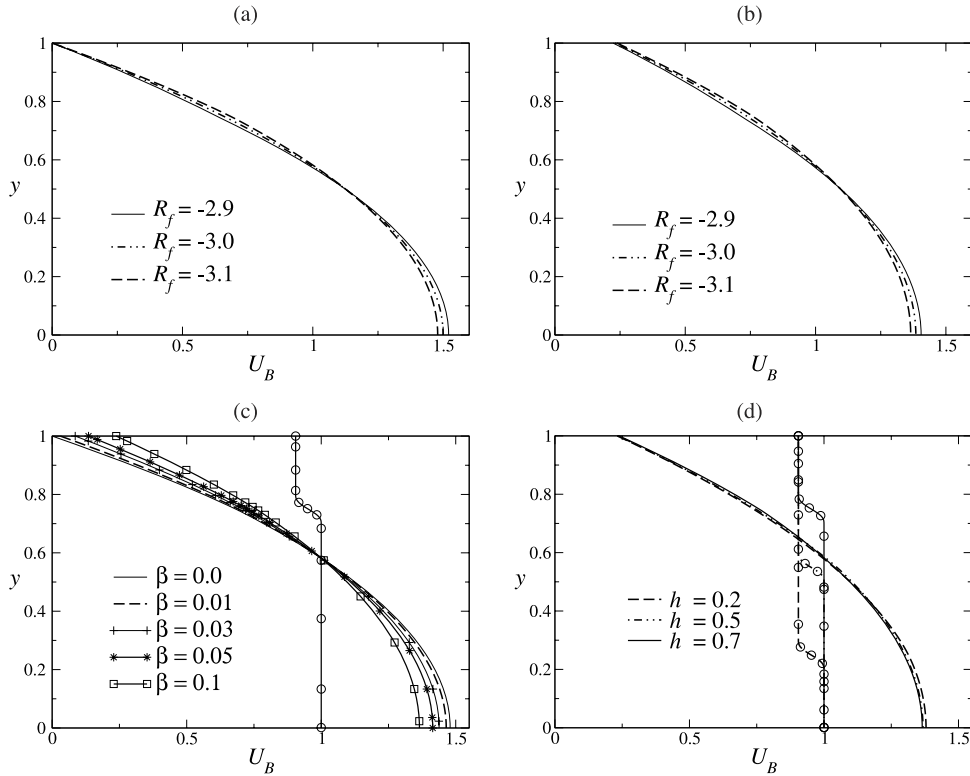 (a)
1
0.8
0.6
y
0.4
0.2
0
0
0.5
1
1.5
U_B
R_f = -2.9
R_f = -3.0
R_f = -3.1
(b)
1
0.8
0.6
y
0.4
0.2
0
0
0.5
1
1.5
U_B
R_f = -2.9
R_f = -3.0
R_f = -3.1
(c)
1
0.8
0.6
y
0.4
0.2
0
0
0.5
1
1.5
U_B
β = 0.0
β = 0.01
β = 0.03
β = 0.05
β = 0.1
(d)
1
0.8
0.6
y
0.4
0.2
0
0
0.5
1
1.5
U_B
h = 0.2
h = 0.5
h = 0.7